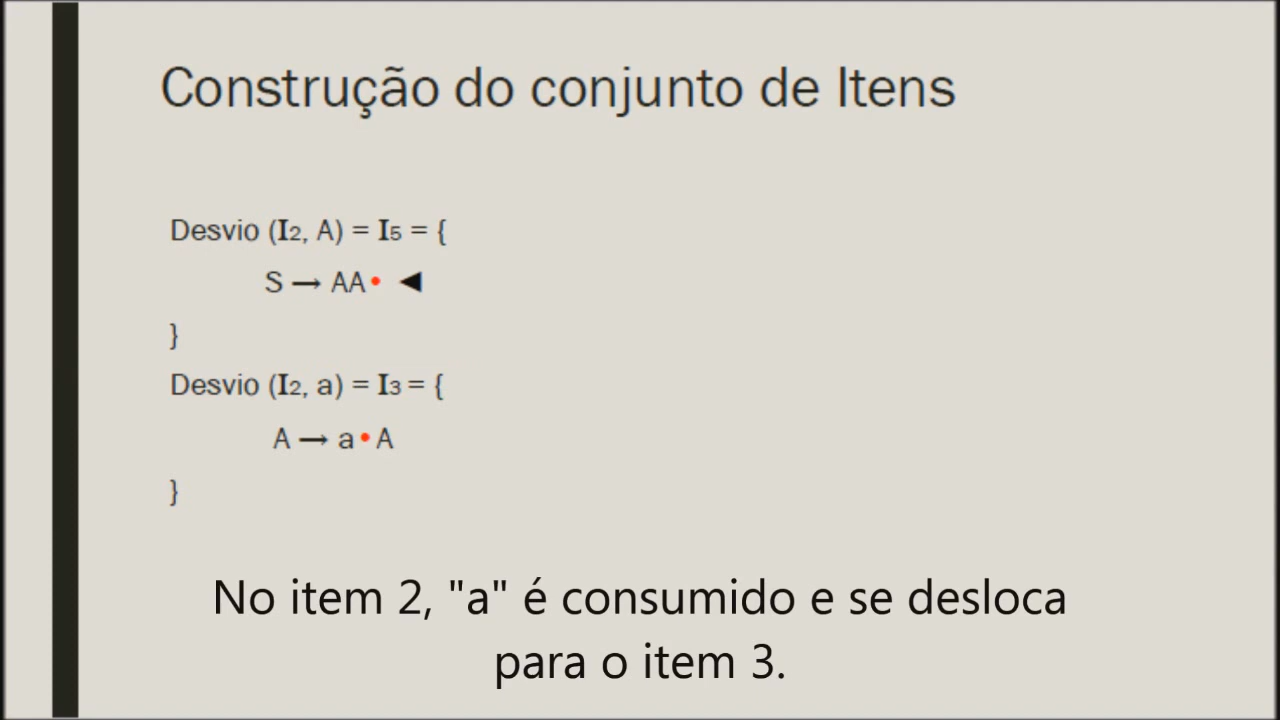 Construção do conjunto de Itens
Desvio (I2, A) = I5 = {
S → AA• ◄
}
Desvio (I2, a) = I3 = {
A → a•A
}
No item 2, "a" é consumido e se desloca
para o item 3.